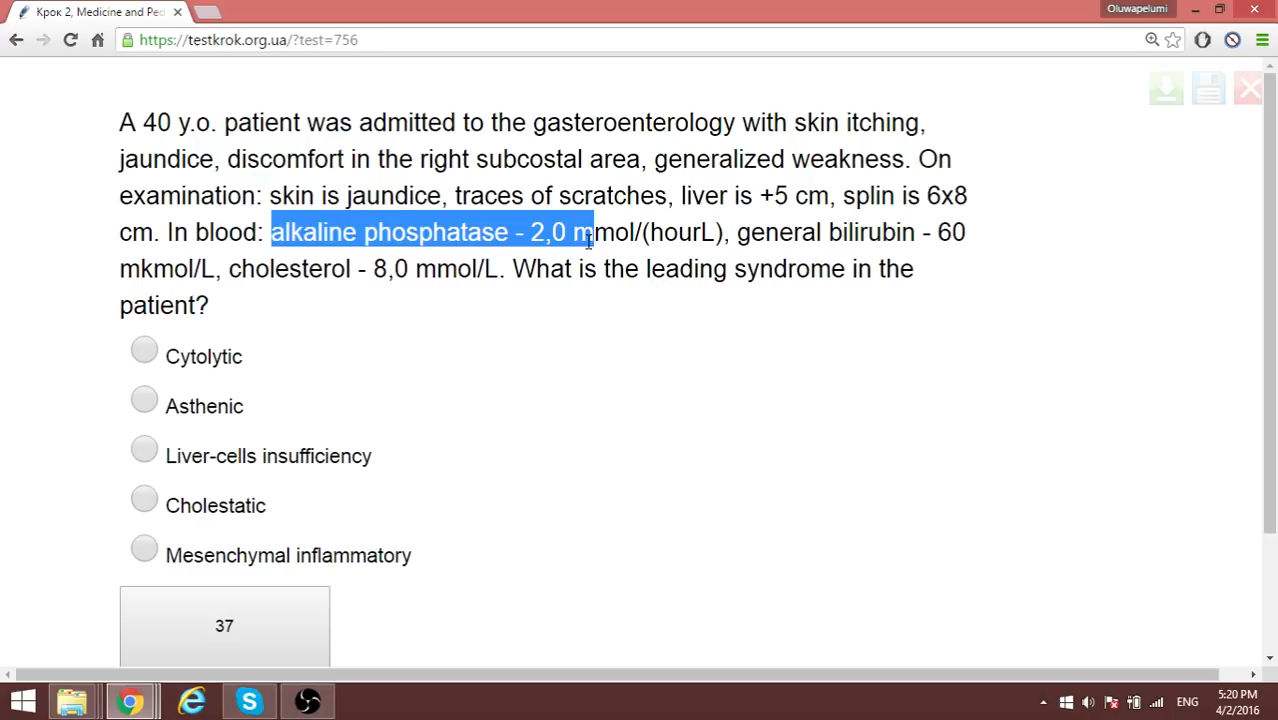 Крок 2, Medicine and Ped
Oluwapelumi
https://testkrok.org.ua/?test=756
A 40 y.o. patient was admitted to the gasteroenterology with skin itching,
jaundice, discomfort in the right subcostal area, generalized weakness. On
examination: skin is jaundice, traces of scratches, liver is +5 cm, splin is 6x8
cm. In blood: alkaline phosphatase - 2,0 mmol/(hourL), general bilirubin - 60
mkmol/L, cholesterol - 8,0 mmol/L. What is the leading syndrome in the
patient?
Cytolytic
Asthenic
Liver-cells insufficiency
Cholestatic
Mesenchymal inflammatory
37
ENG
5:20 PM
4/2/2016